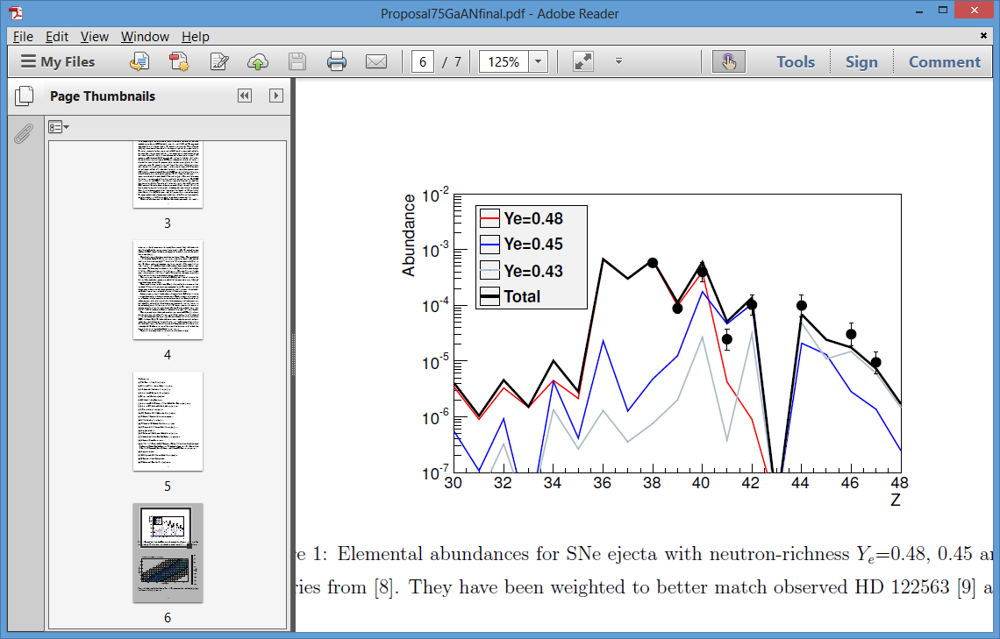 Proposal75GaANfinal.pdf - Adobe Reader
File Edit View Window Help
My Files 6 / 7 125% Tools Sign Comment
Page Thumbnails
3
4
5
6
Abundance
10-2
10-3
10-4
10-5
10-6
10-7
Ye=0.48
Ye=0.45
Ye=0.43
Total
30 32 34 36 38 40 42 44 46 48
Z
re 1: Elemental abundances for SNe ejecta with neutron-richness Ye=0.48, 0.45 a
ries from [8]. They have been weighted to better match observed HD 122563 [9] a